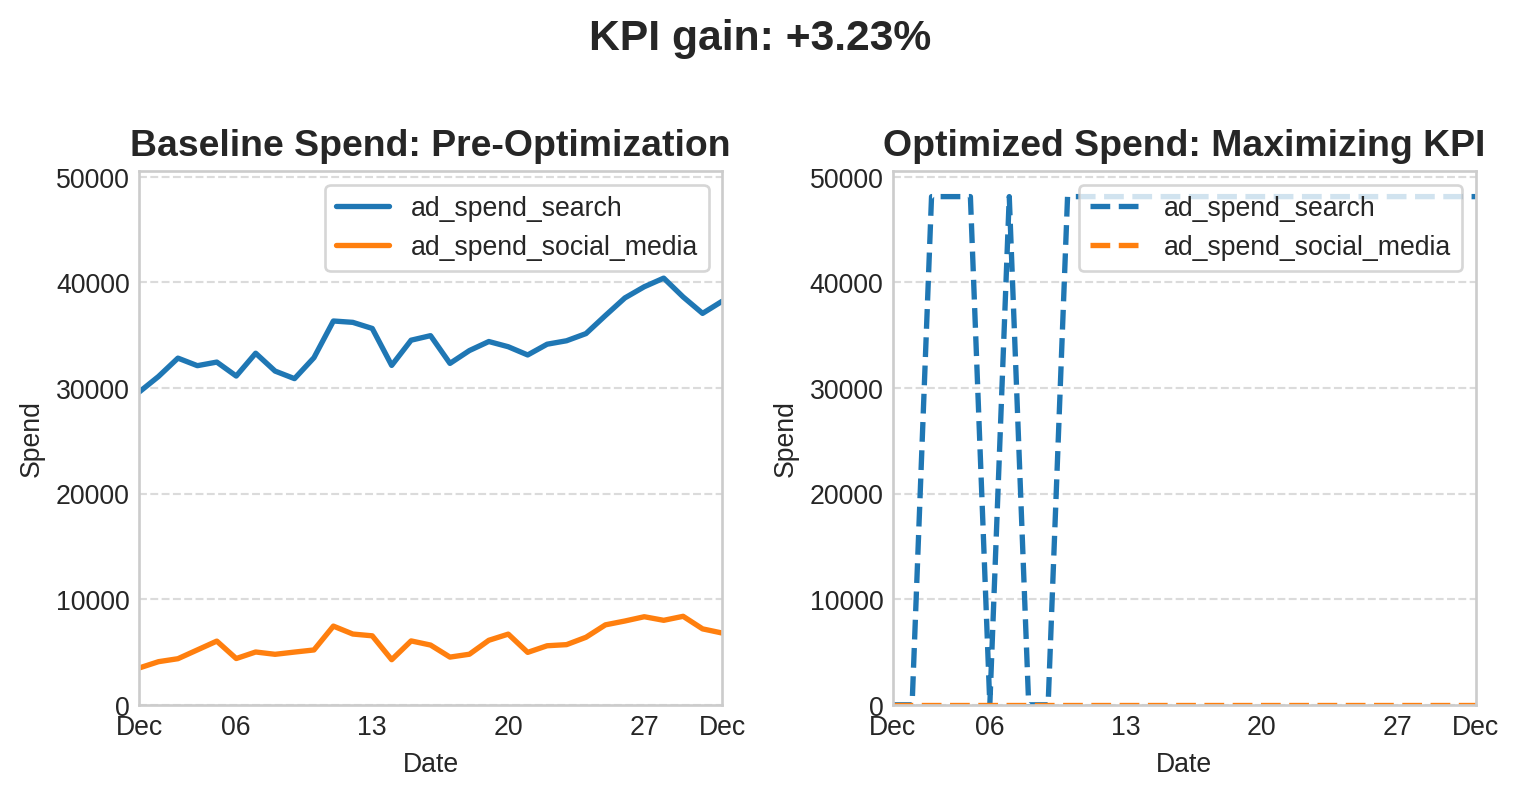 KPI gain: +3.23%
Baseline Spend: Pre-Optimization
50000
40000
30000
20000
10000
0
Spend
ad_spend_search
ad_spend_social_media
Dec 06 13 20 27 Dec
Date
Optimized Spend: Maximizing KPI
50000
40000
30000
20000
10000
0
Spend
ad_spend_search
ad_spend_social_media
Dec 06 13 20 27 Dec
Date